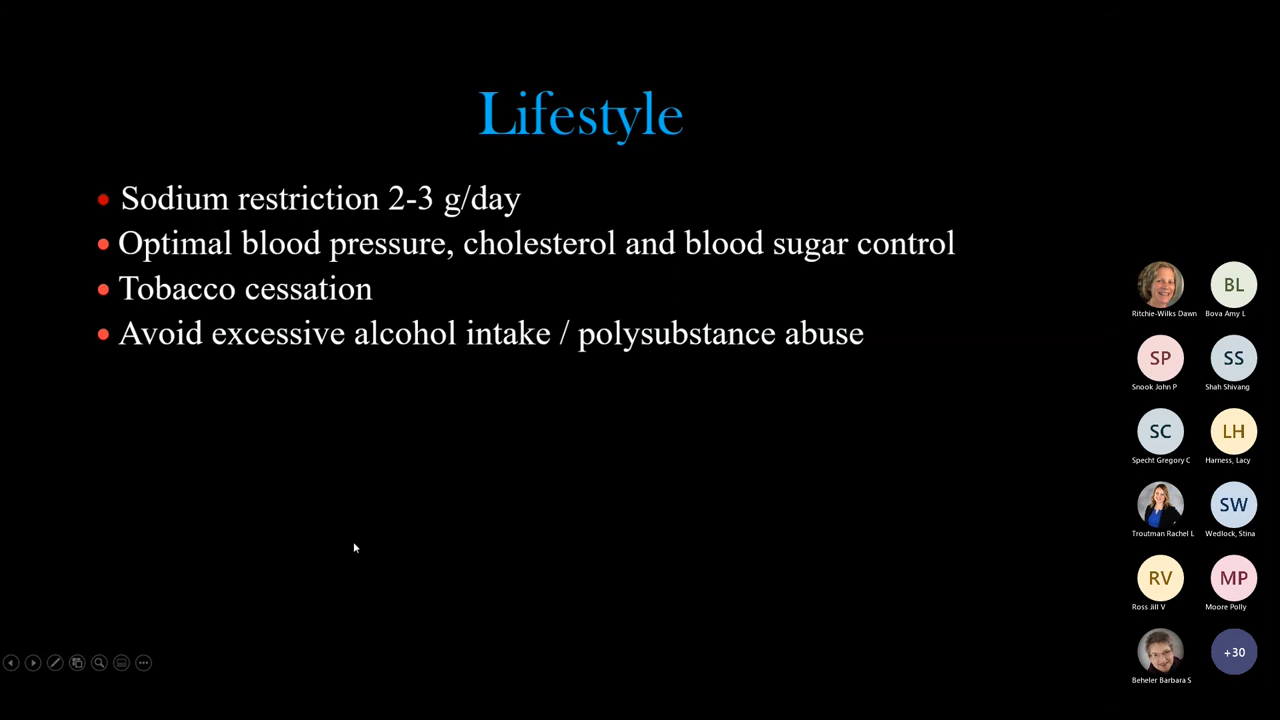 Lifestyle
• Sodium restriction 2-3 g/day
• Optimal blood pressure, cholesterol and blood sugar control
• Tobacco cessation
• Avoid excessive alcohol intake / polysubstance abuse
BL
Ritchie-Wilks Dawn
Bova Amy L
SP
SS
Snook John P
Shah Shivang
SC
LH
Specht Gregory C
Harness, Lacy
SW
Troutman Rachel L
Wedlock, Stina
RV
MP
Ross Jill V
Moore Polly
+30
Beheler Barbara S